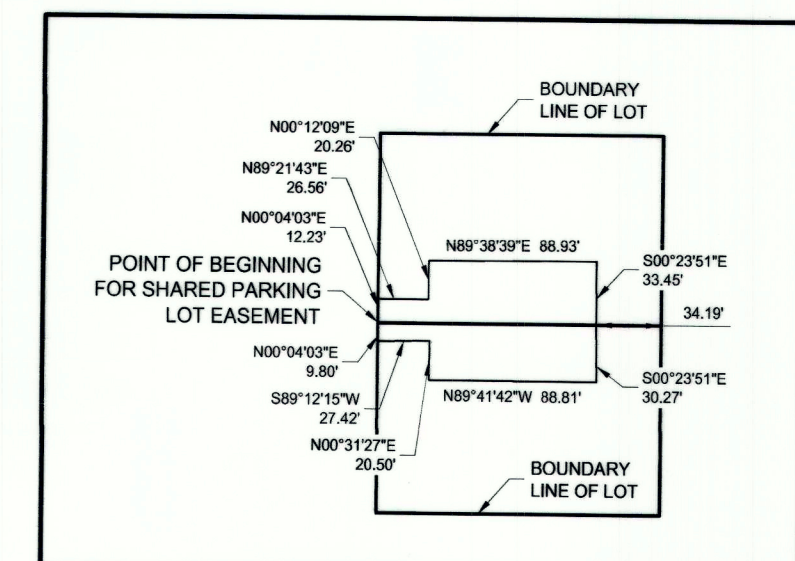 BOUNDARY
LINE OF LOT
N00°12'09"E
20.26'
N89°21'43"E
26.56'
N00°04'03"E
12.23'
POINT OF BEGINNING
FOR SHARED PARKING
LOT EASEMENT
N89°38'39"E 88.93'
S00°23'51"E
33.45'
34.19'
N00°04'03"E
9.80'
S89°12'15"W
27.42'
N00°31'27"E
20.50'
N89°41'42"W 88.81'
S00°23'51"E
30.27'
BOUNDARY
LINE OF LOT